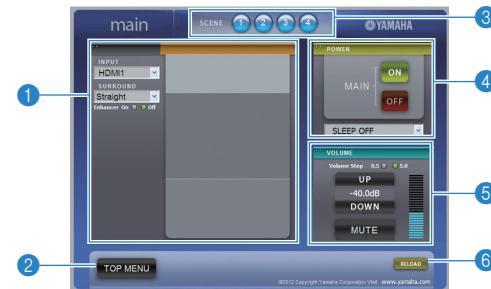 main
SCENE 1 2 3 4
YAMAHA
3
INPUT
HDMI1
SURROUND
Straight
Enhancer On Off
1
POWER
MAIN
ON
OFF
SLEEP OFF
4
VOLUME
Volume Step 0.5 5.0
UP
-40.0dB
DOWN
MUTE
5
2
TOP MENU
RELOAD
6
©2012 Copyright Yamaha Corporation Visit www.yamaha.com